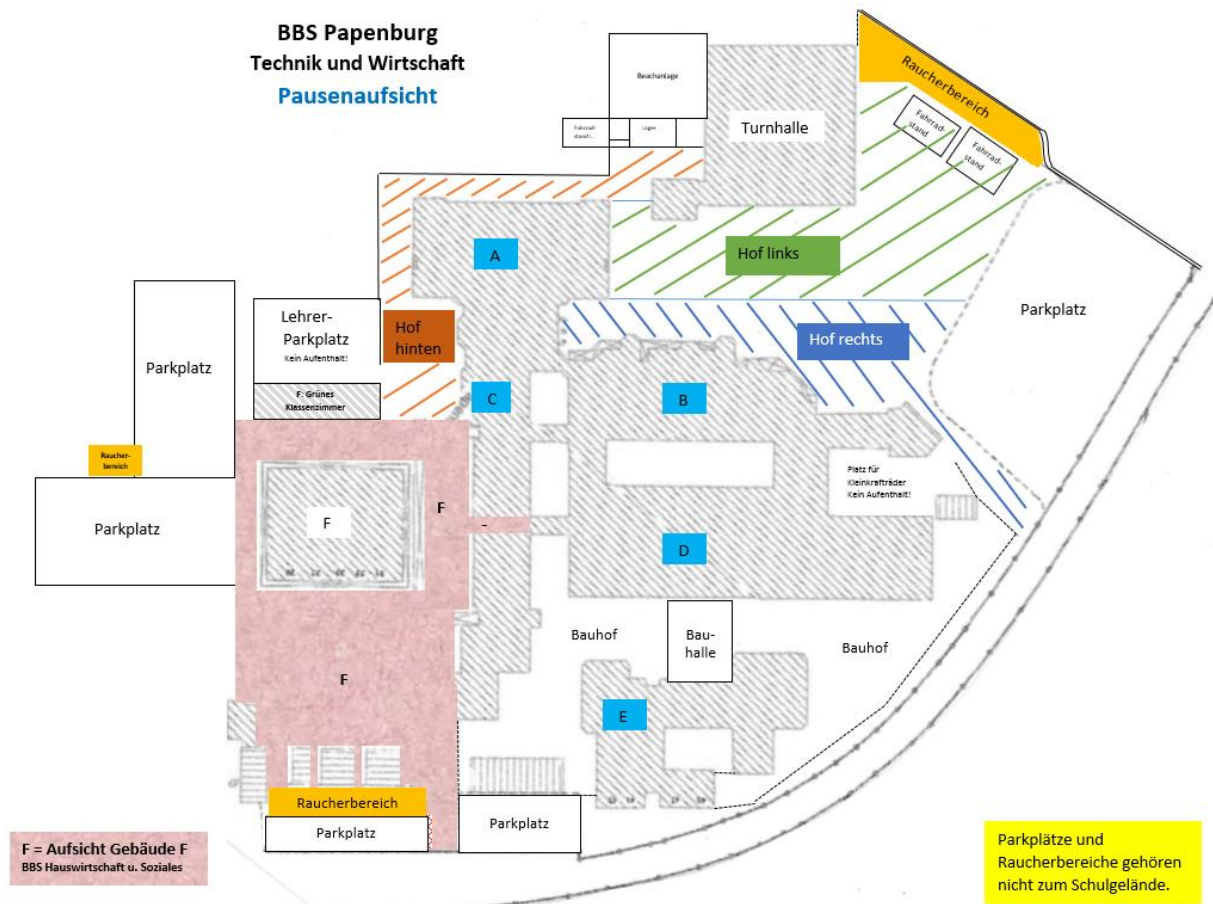 BBS Papenburg
Technik und Wirtschaft
Pausenaufsicht
Beachanlage
Fahrrad-
Lager
Turnhalle
Raucherbereich
Fahrrad-
stand
Fahrrad-
stand
A
Hof links
Lehrer-
Parkplatz
Kein Aufenthalt!
Hof
hinten
Hof rechts
Parkplatz
Parkplatz
F: Grünes
Klassenzimmer
C
B
Raucher-
bereich
Platz für
Kleinkrafträder
Kein Aufenthalt!
Parkplatz
F
F
-
D
Bauhof
Bau-
halle
Bauhof
F
E
Raucherbereich
Parkplatz
Parkplatz
F = Aufsicht Gebäude F
BBS Hauswirtschaft u. Soziales
Parkplätze und
Raucherbereiche gehören
nicht zum Schulgelände.